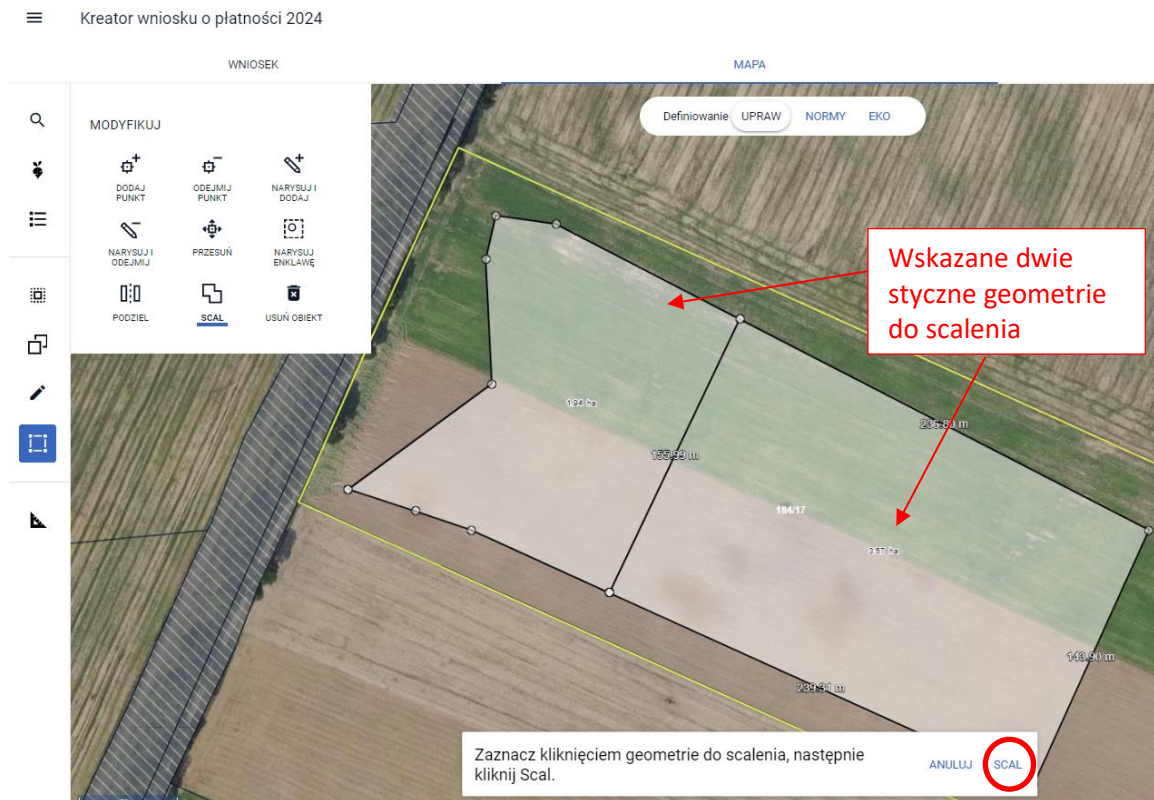 Kreator wniosku o płatności 2024
WNIOSEK
MAPA
MODYFIKUJ
DODAJ
PUNKT
ODEJMIJ
PUNKT
NARYSUJ I
DODAJ
NARYSUJ I
ODEJMIJ
PRZESUŃ
NARYSUJ
ENKLAWĘ
PODZIEL
SCAL
USUŃ OBIEKT
Definiowanie UPRAW NORMY EKO
Wskazane dwie
styczne geometrie
do scalenia
1.94 ha
236.80 m
155.99 m
184/17
3.57 ha
143.90 m
239.31 m
Zaznacz kliknięciem geometrie do scalenia, następnie
kliknij Scal.
ANULUJ SCAL